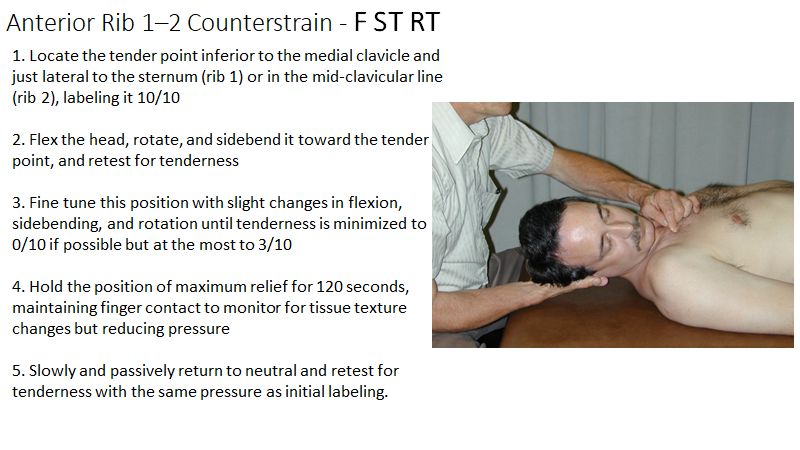 Anterior Rib 1–2 Counterstrain - F ST RT
1. Locate the tender point inferior to the medial clavicle and
just lateral to the sternum (rib 1) or in the mid-clavicular line
(rib 2), labeling it 10/10
2. Flex the head, rotate, and sidebend it toward the tender
point, and retest for tenderness
3. Fine tune this position with slight changes in flexion,
sidebending, and rotation until tenderness is minimized to
0/10 if possible but at the most to 3/10
4. Hold the position of maximum relief for 120 seconds,
maintaining finger contact to monitor for tissue texture
changes but reducing pressure
5. Slowly and passively return to neutral and retest for
tenderness with the same pressure as initial labeling.